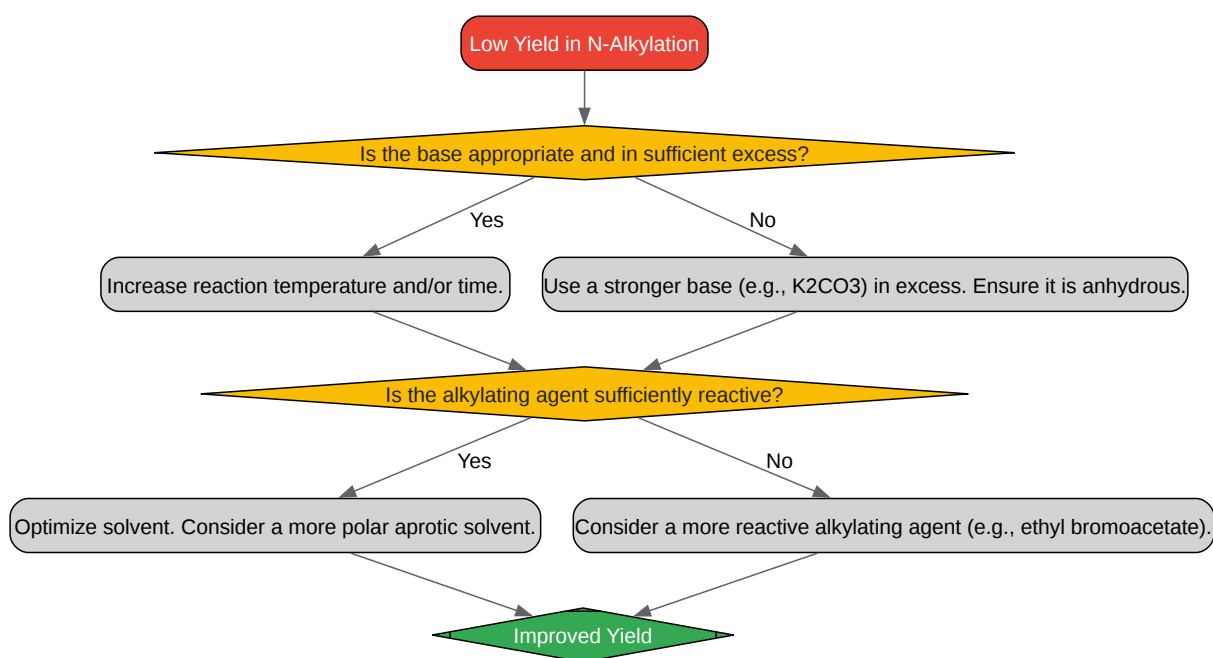 Low Yield in N-Alkylation
Is the base appropriate and in sufficient excess?
Yes
No
Increase reaction temperature and/or time.
Use a stronger base (e.g., K2CO3) in excess. Ensure it is anhydrous.
Is the alkylating agent sufficiently reactive?
Yes
No
Optimize solvent. Consider a more polar aprotic solvent.
Consider a more reactive alkylating agent (e.g., ethyl bromoacetate).
Improved Yield